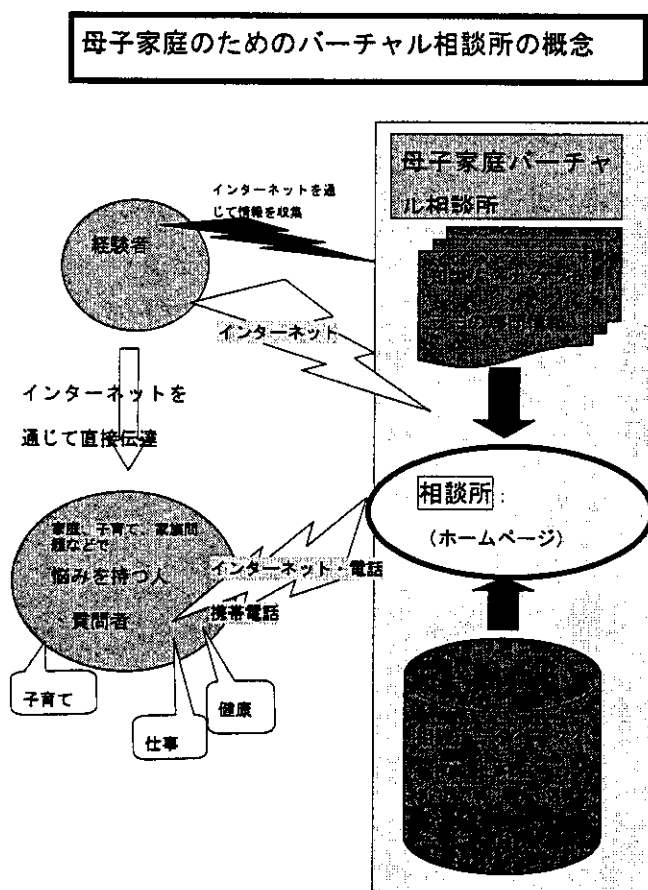 母子家庭のためのバーチャル相談所の概念
母子家庭バーチャ
ル相談所
インターネットを通
じて情報を収集
経験者
インターネット
インターネットを
通じて直接伝達
相談所:
(ホームページ)
家庭、子育て、家族問
題などで
悩みを持つ人
質問者
インターネット・電話
携帯電話
子育て
仕事
健康